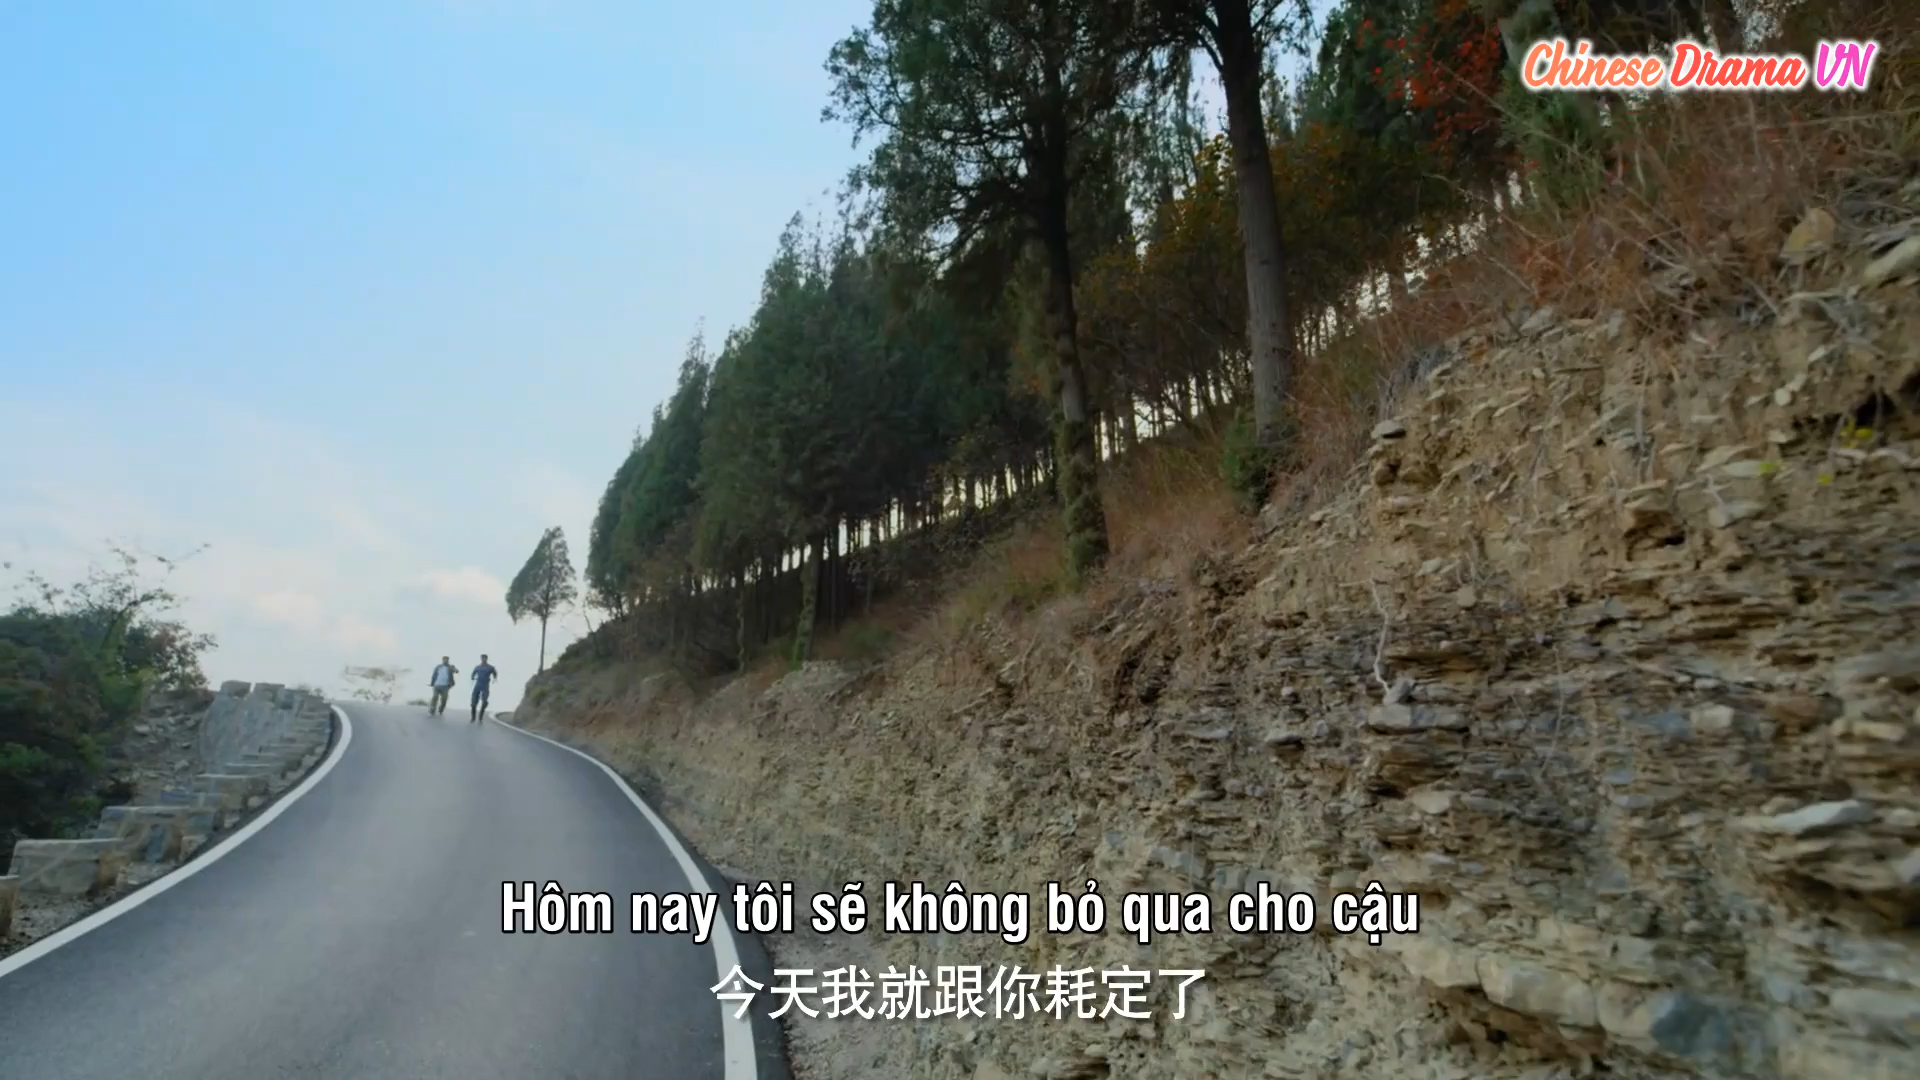 Chinese Drama VN
Hôm nay tôi sẽ không bỏ qua cho cậu
今天我就跟你耗定了